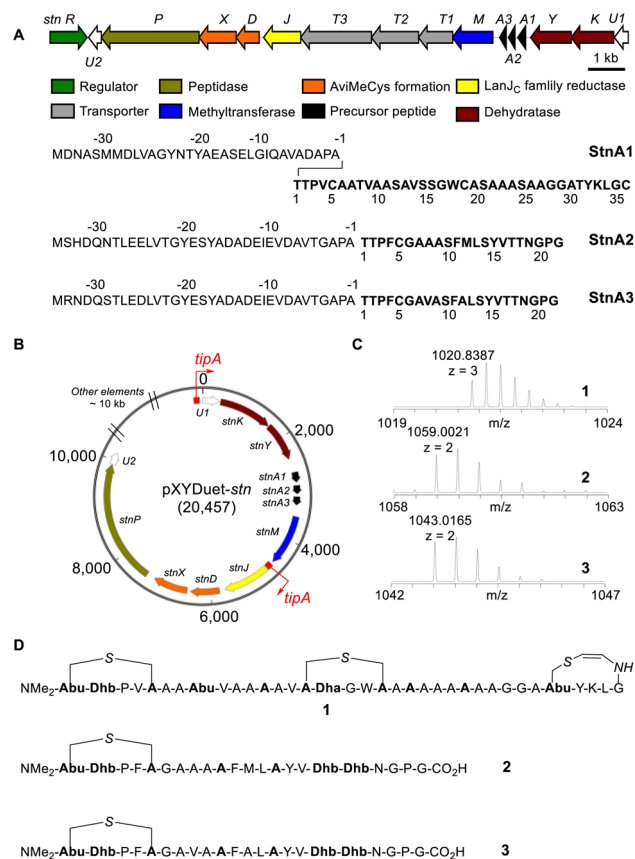 A
stn R P X D J T3 T2 T1 M A3 A1 Y K U1
U2 A2
1 kb
Regulator Peptidase AviMeCys formation LanJC famlily reductase
Transporter Methyltransferase Precursor peptide Dehydratase
-30 -20 -10 -1
MDNASMMDLVAGYNTYAEASELGIQAVADAPA StnA1
TTPVCAATVAASAVSSGWCASAAASAAGGATYKLGC
1 5 10 15 20 25 30 35
-30 -20 -10 -1
MSHDQNTLEELVTGYESYADADEIEVDAVTGAPA TTPFCGAAASFMLSYVTTNGPG StnA2
1 5 10 15 20
-30 -20 -10 -1
MRNDQSTLEDLVTGYESYADADEIEVDAVTGAPA TTPFCGAVASFALSYVTTNGPG StnA3
1 5 10 15 20
B
tipA
0
Other elements
~ 10 kb
U1
stnK
stnY
2,000
stnA1
stnA2
stnA3
stnM
4,000
tipA
stnJ
6,000
stnD
stnX
8,000
stnP
10,000
U2
pXYDuet-stn
(20,457)
C
1020.8387
z = 3
1
1019 m/z 1024
1059.0021
z = 2
2
1058 m/z 1063
1043.0165
z = 2
3
1042 m/z 1047
D
S S S NH
NMe2-Abu-Dhb-P-V-A-A-A-Abu-V-A-A-A-A-V-A-Dha-G-W-A-A-A-A-A-A-A-A-G-G-A-Abu-Y-K-L-G
1
S
NMe2-Abu-Dhb-P-F-A-G-A-A-A-A-F-M-L-A-Y-V-Dhb-Dhb-N-G-P-G-CO2H 2
S
NMe2-Abu-Dhb-P-F-A-G-A-V-A-A-F-A-L-A-Y-V-Dhb-Dhb-N-G-P-G-CO2H 3